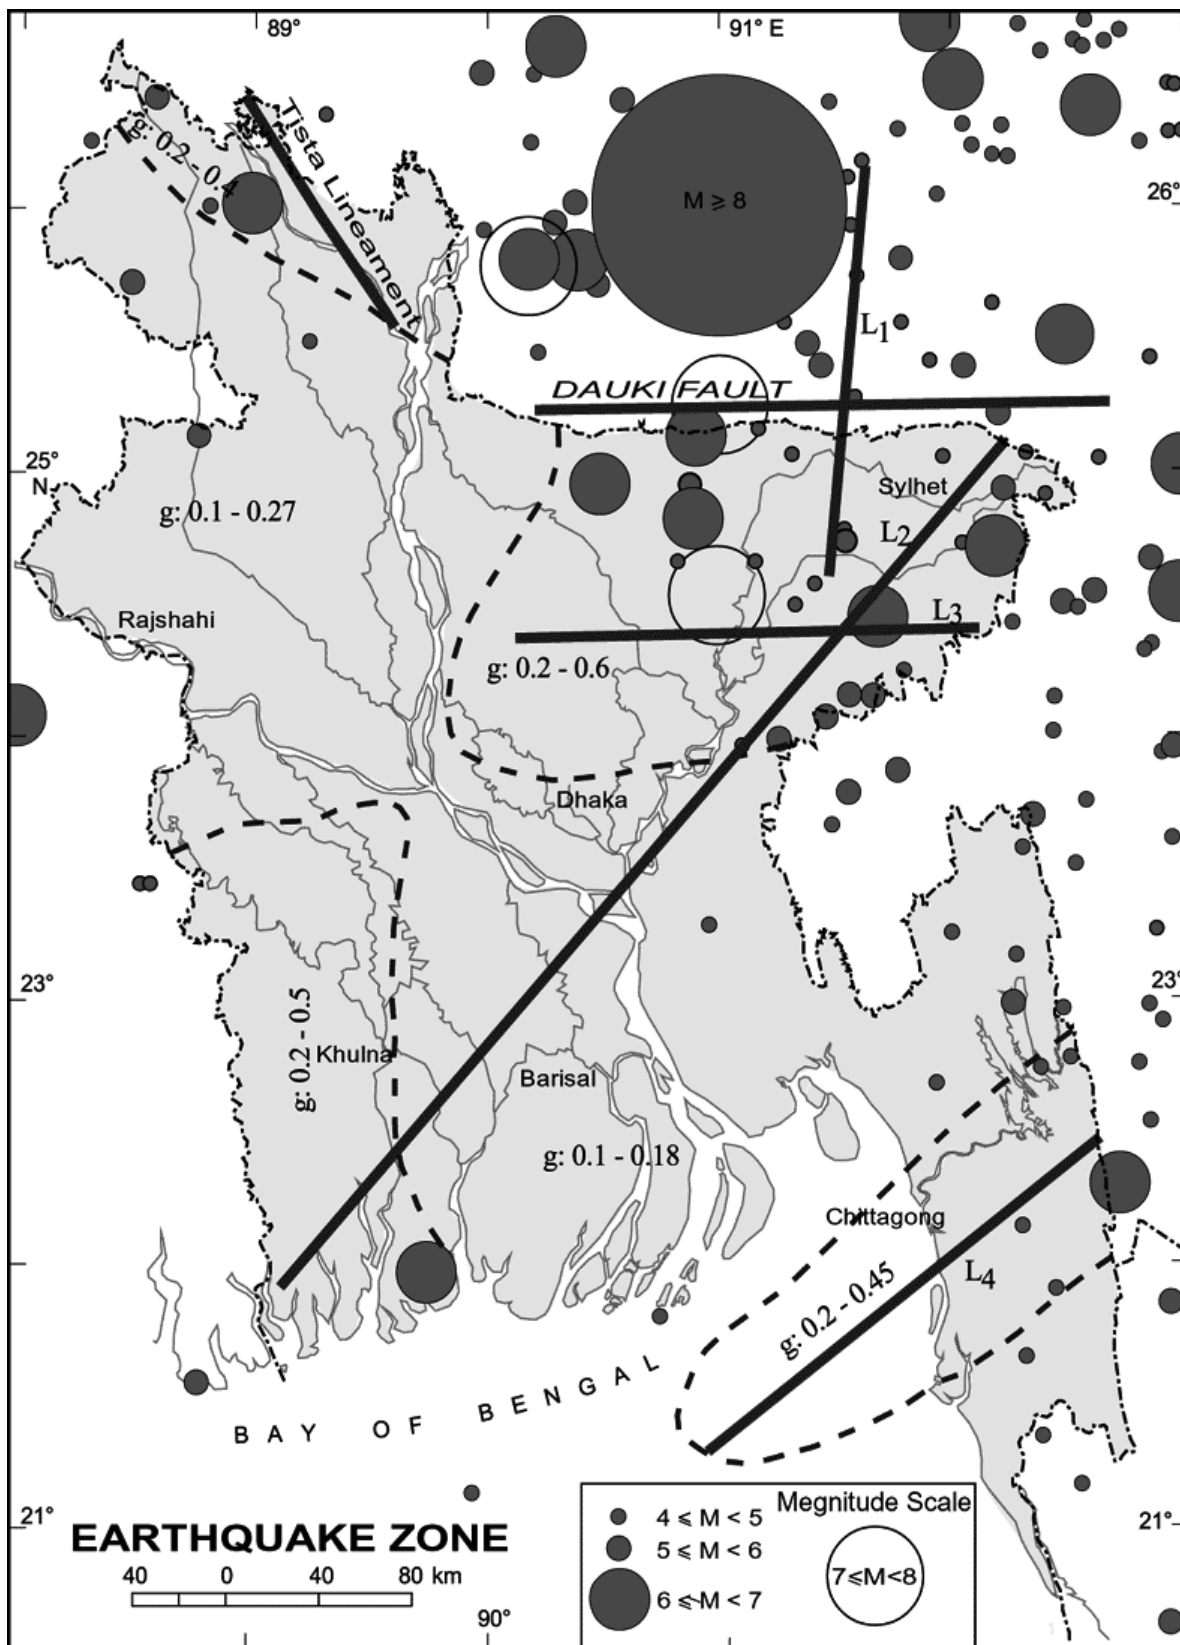 89°
91° E
Tista Lineament
g: 0.2 - 0.4
M ⩾ 8
26°
L1
DAUKI FAULT
25°
N
Sylhet
g: 0.1 - 0.27
L2
Rajshahi
L3
g: 0.2 - 0.6
Dhaka
23°
23°
g: 0.2 - 0.5
Khulna
Barisal
g: 0.1 - 0.18
Chittagong
L4
g: 0.2 - 0.45
BAY OF BENGAL
21°
21°
EARTHQUAKE ZONE
40 0 40 80 km
90°
Megnitude Scale
4 ⩽ M < 5
5 ⩽ M < 6
6 ⩽ M < 7
7⩽M<8